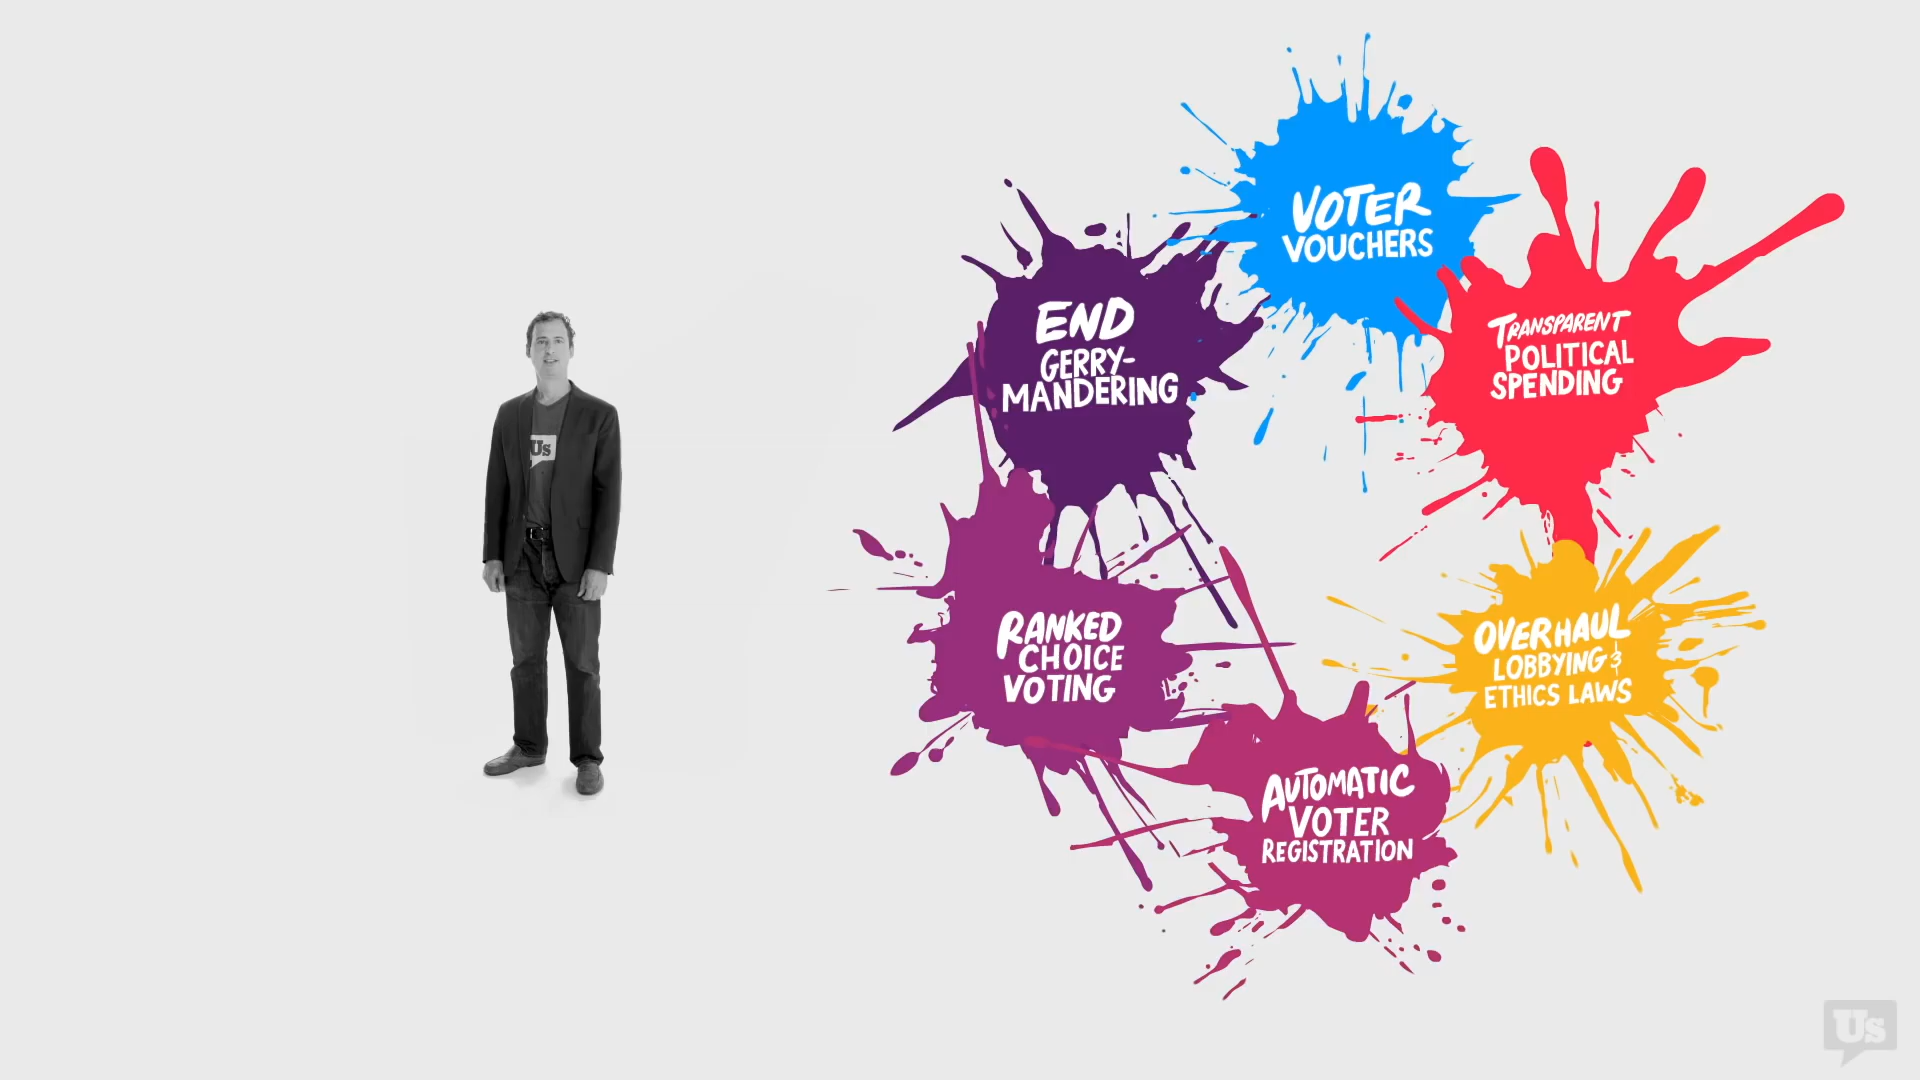 VOTER
VOUCHERS
TRANSPARENT
POLITICAL
SPENDING
OVERHAUL
LOBBYING &
ETHICS LAWS
AUTOMATIC
VOTER
REGISTRATION
RANKED
CHOICE
VOTING
END
GERRY-
MANDERING
Us
Us